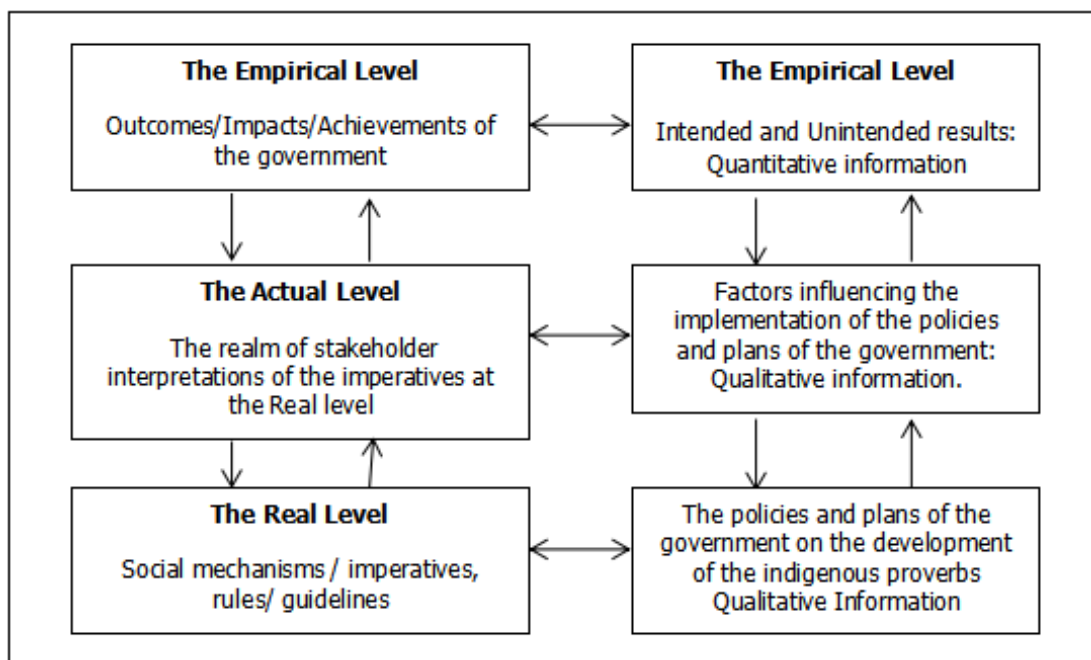 The Empirical Level
Outcomes/Impacts/Achievements of
the government
The Empirical Level
Intended and Unintended results:
Quantitative information
The Actual Level
The realm of stakeholder
interpretations of the imperatives at
the Real level
Factors influencing the
implementation of the policies
and plans of the government:
Qualitative information.
The Real Level
Social mechanisms / imperatives,
rules/ guidelines
The policies and plans of the
government on the development
of the indigenous proverbs
Qualitative Information